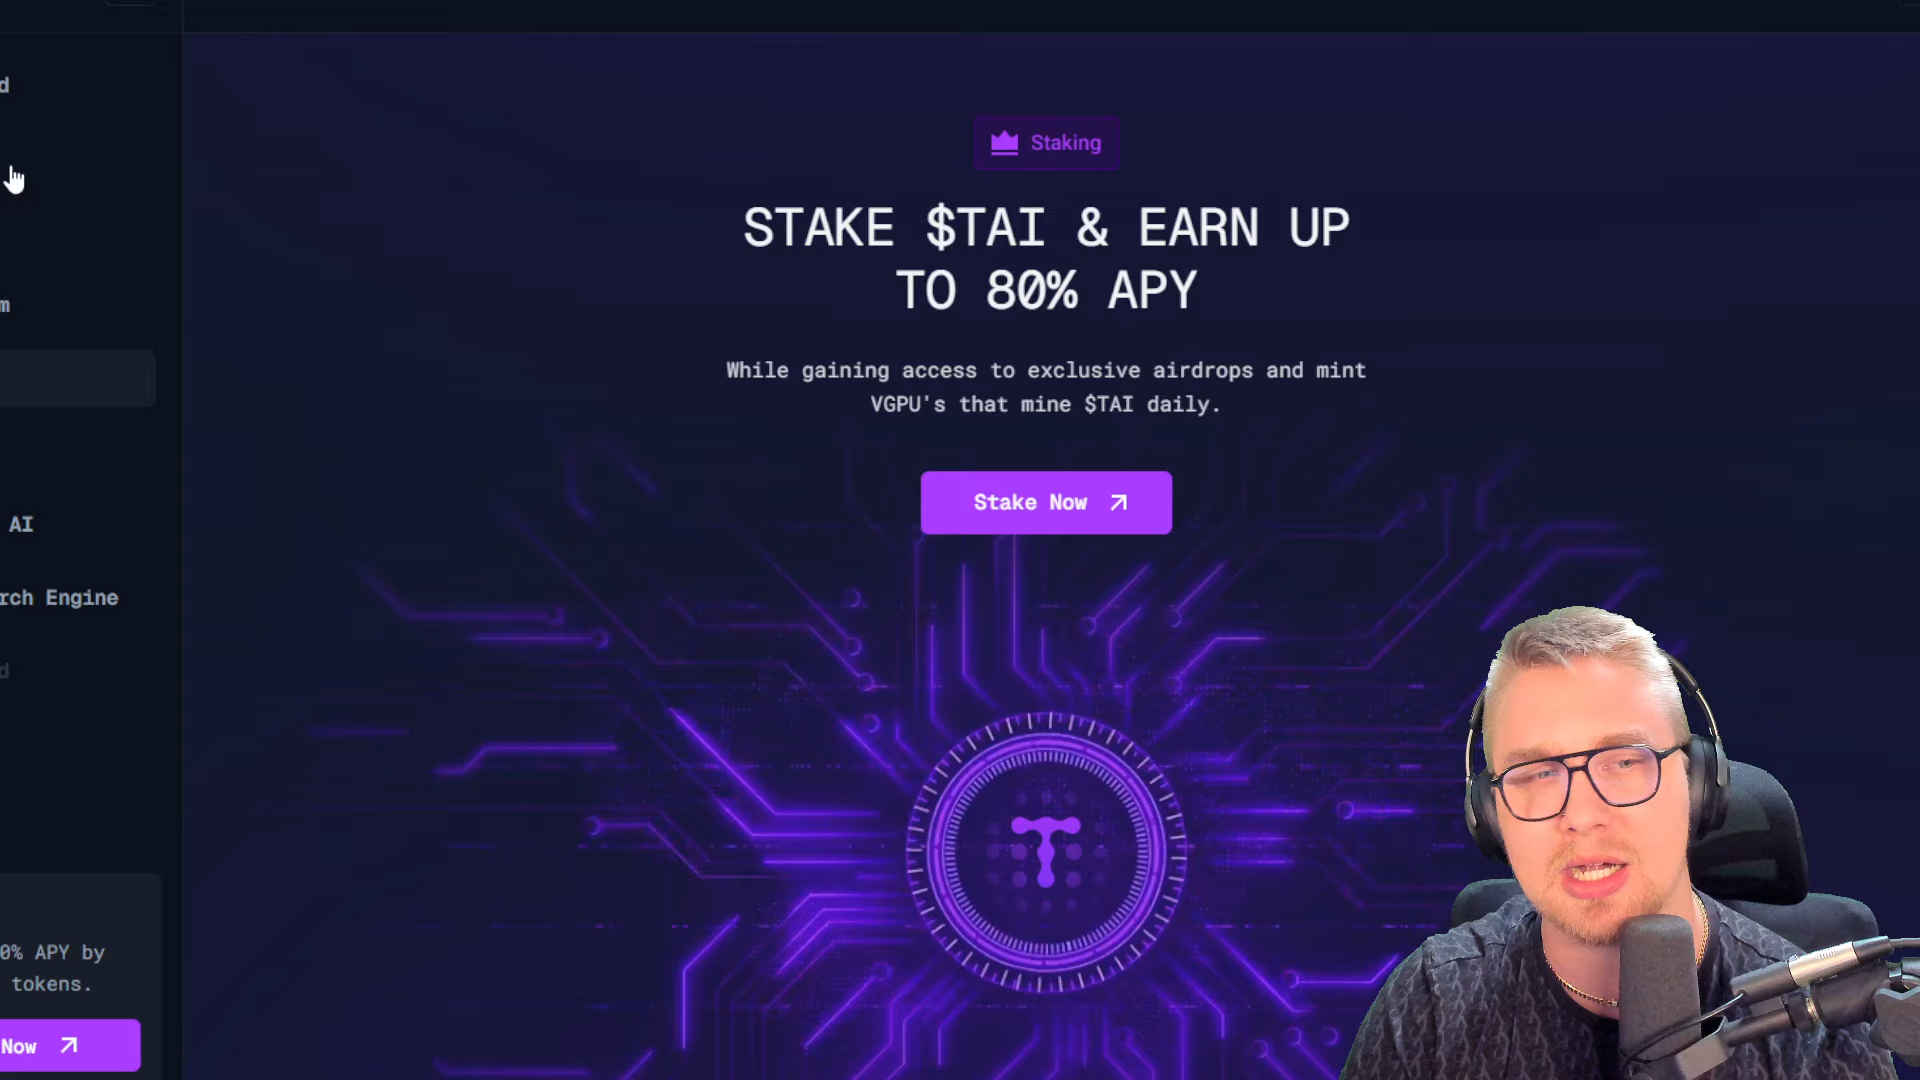 d
m
AI
rch Engine
d
0% APY by
tokens.
Now
Staking
STAKE $TAI & EARN UP
TO 80% APY
While gaining access to exclusive airdrops and mint
VGPU's that mine $TAI daily.
Stake Now
T